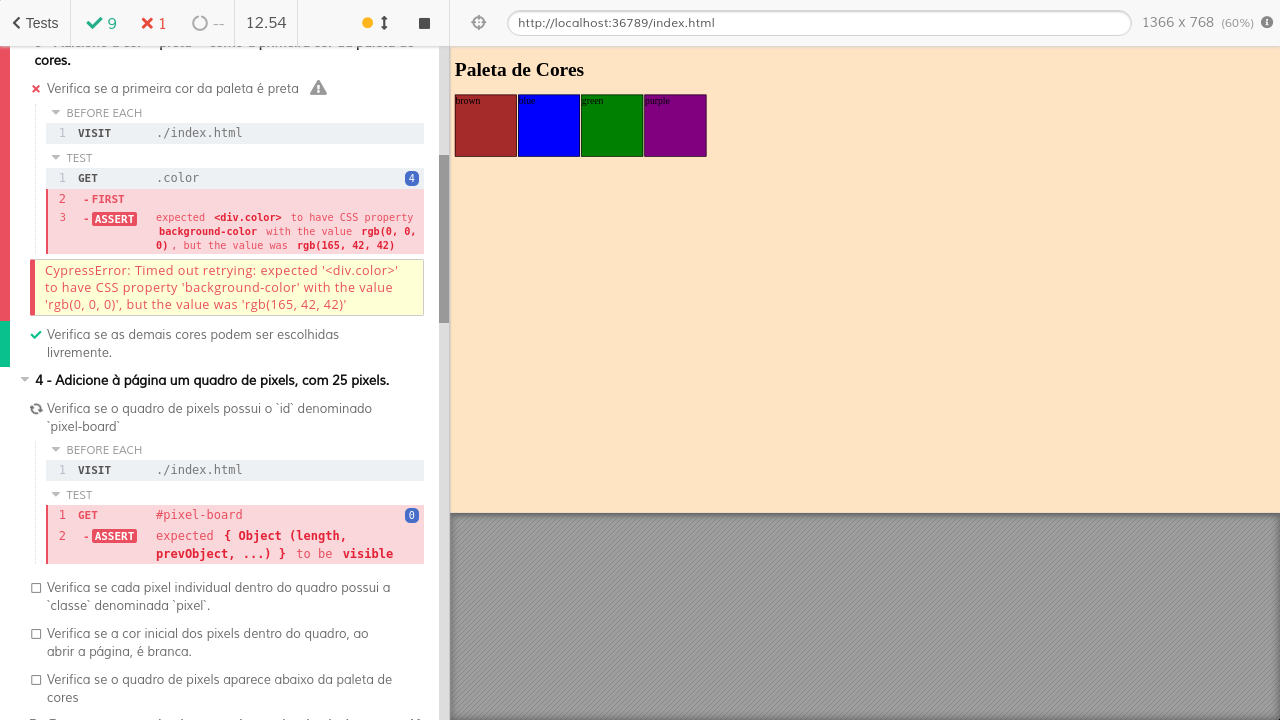 Tests
9
1
--
12.54
http://localhost:36789/index.html
1366 x 768 (60%)
cores.
Verifica se a primeira cor da paleta é preta
BEFORE EACH
1 VISIT ./index.html
TEST
1 GET .color 4
2 - FIRST
3 - ASSERT expected <div.color> to have CSS property
background-color with the value rgb(0, 0,
0) , but the value was rgb(165, 42, 42)
CypressError: Timed out retrying: expected '<div.color>'
to have CSS property 'background-color' with the value
'rgb(0, 0, 0)', but the value was 'rgb(165, 42, 42)'
Verifica se as demais cores podem ser escolhidas
livremente.
4 - Adicione à página um quadro de pixels, com 25 pixels.
Verifica se o quadro de pixels possui o `id` denominado
`pixel-board`
BEFORE EACH
1 VISIT ./index.html
TEST
1 GET #pixel-board 0
2 - ASSERT expected { Object (length,
prevObject, ...) } to be visible
Verifica se cada pixel individual dentro do quadro possui a
`classe` denominada `pixel`.
Verifica se a cor inicial dos pixels dentro do quadro, ao
abrir a página, é branca.
Verifica se o quadro de pixels aparece abaixo da paleta de
cores
Paleta de Cores
brown blue green purple